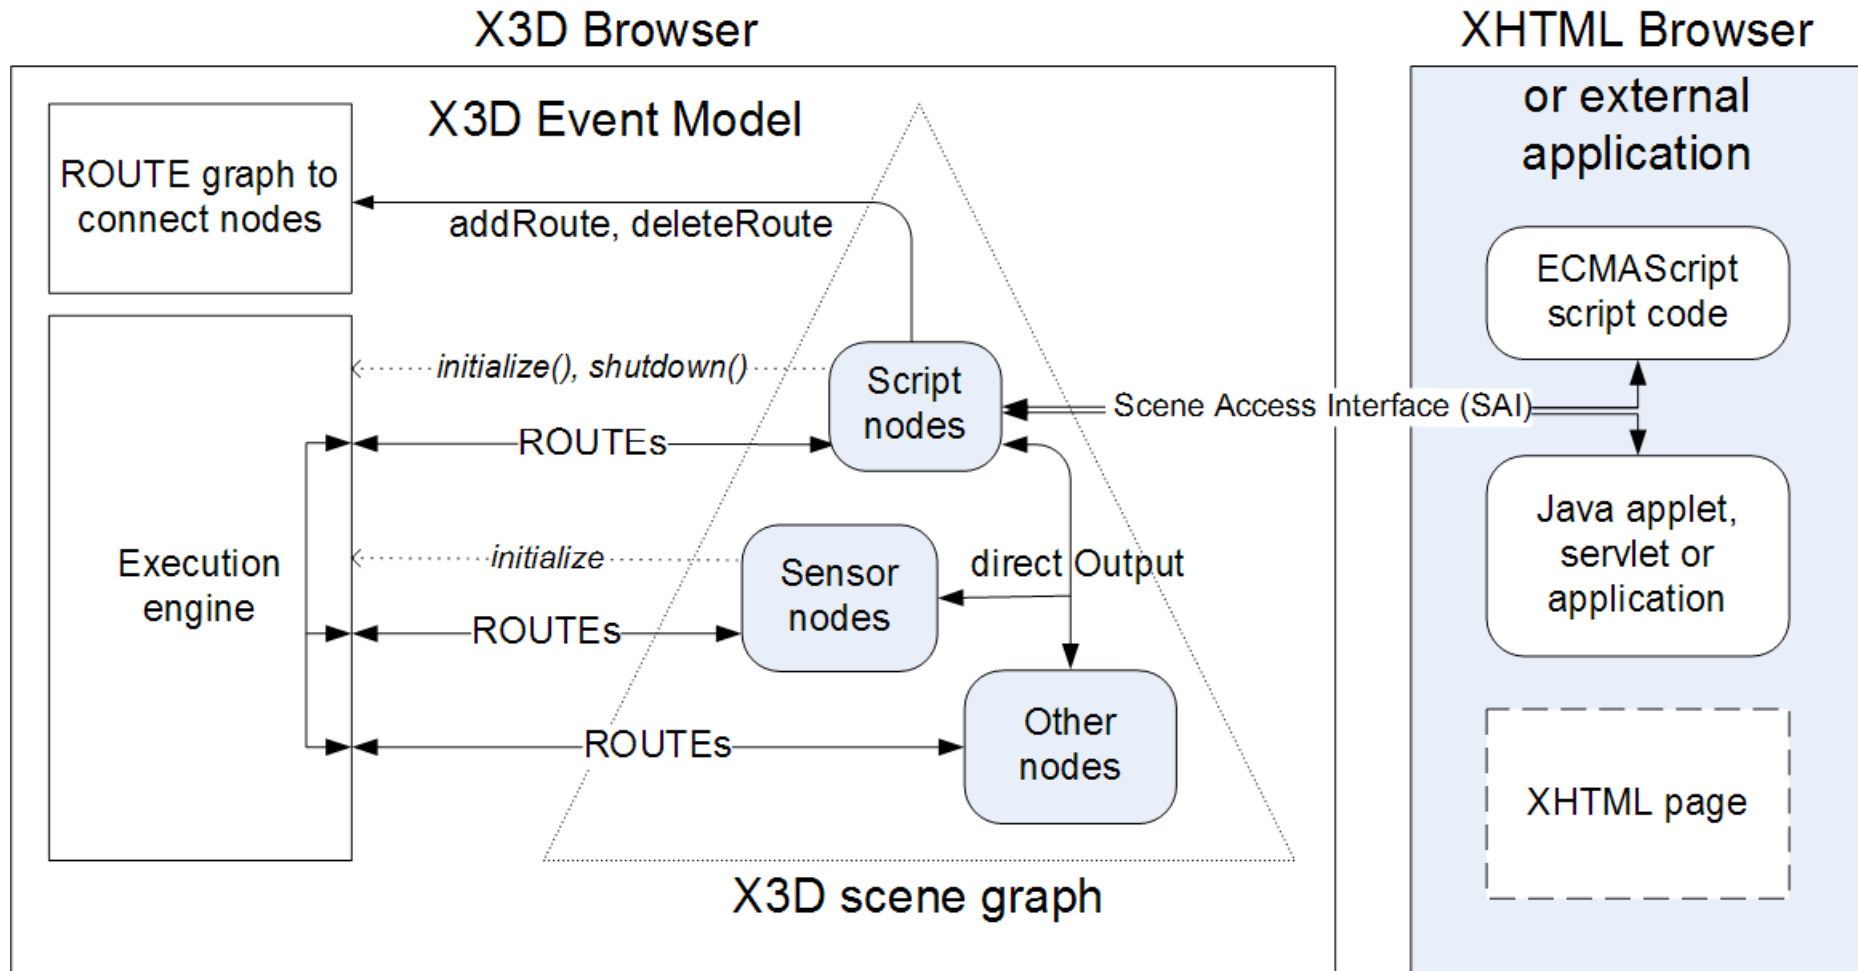 X3D Browser
XHTML Browser
or external
application
X3D Event Model
ROUTE graph to
connect nodes
addRoute, deleteRoute
ECMAScript
script code
initialize(), shutdown()
Script
nodes
Scene Access Interface (SAI)
ROUTEs
Java applet,
servlet or
application
Execution
engine
initialize
Sensor
nodes
direct Output
ROUTEs
Other
nodes
ROUTEs
XHTML page
X3D scene graph